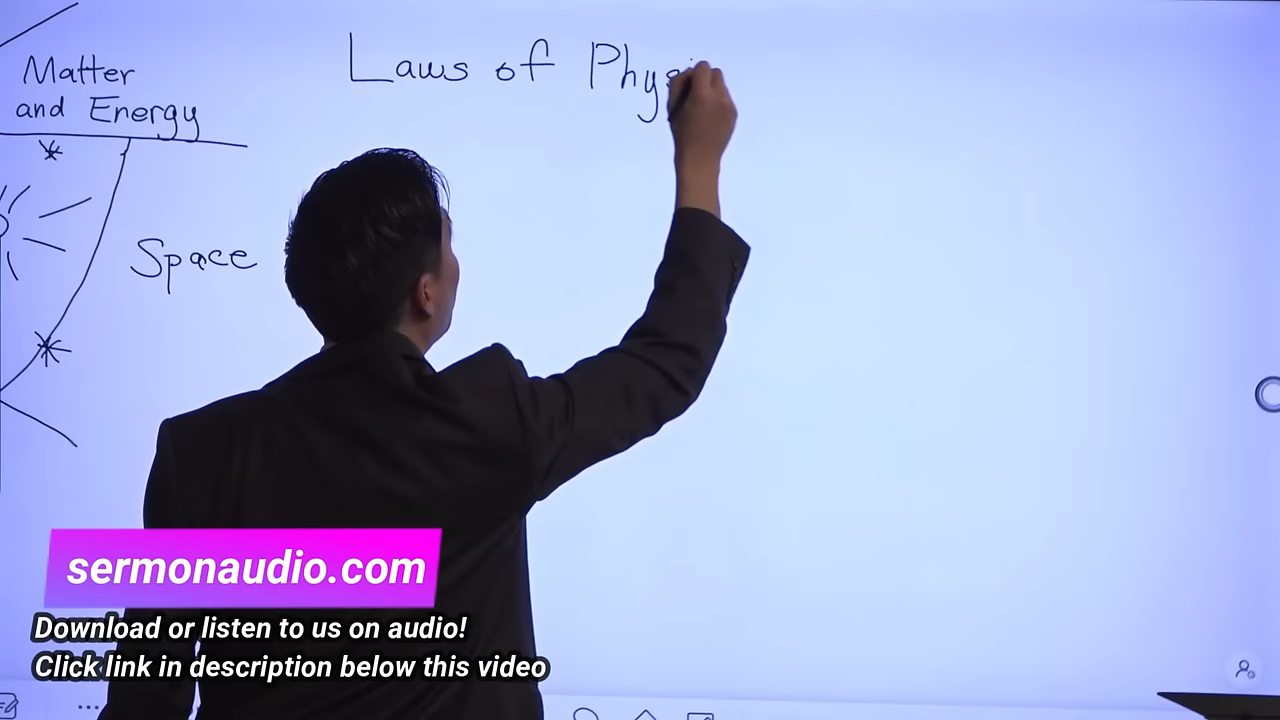 Matter
and Energy
Laws of Phys
Space
sermonaudio.com
Download or listen to us on audio!
Click link in description below this video